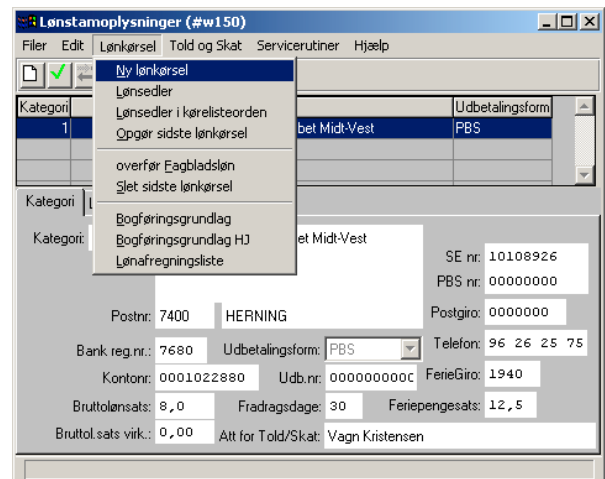 Lønstamoplysninger (#w150)
Filer Edit Lønkørsel Told og Skat Servicerutiner Hjælp
Ny lønkørsel
Lønsedler
Lønsedler i kørelisteorden
Opgør sidste lønkørsel
overfør Fagbladsløn
Slet sidste lønkørsel
Bogføringsgrundlag
Bogføringsgrundlag HJ
Lønafregningsliste
Kategori Udbetalingsform
1 bet Midt-Vest PBS
Kategori
Kategori: et Midt-Vest
SE nr: 10108926
PBS nr: 00000000
Postnr: 7400 HERNING Postgiro: 0000000
Bank reg.nr.: 7680 Udbetalingsform: PBS Telefon: 96 26 25 75
Kontonr: 0001022880 Udb.nr: 000000000 FerieGiro: 1940
Bruttolønsats: 8,0 Fradragsdage: 30 Feriepengesats: 12,5
Bruttol.sats virk.: 0,00 Att for Told/Skat: Vagn Kristensen